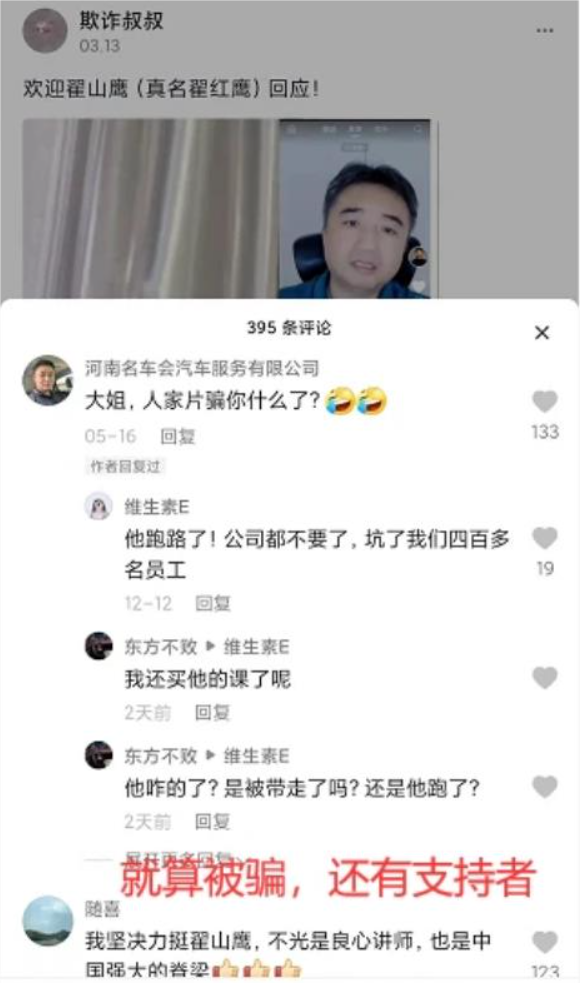 欺诈叔叔
03.13
欢迎翟山鹰（真名翟红鹰）回应！
395 条评论
河南名车会汽车服务有限公司
大姐，人家片骗你什么了？🤣🤣
133
05-16 回复
作者回复过
维生素E
他跑路了！公司都不要了，坑了我们四百多
名员工
19
12-12 回复
东方不败 ▶ 维生素E
我还买他的课了呢
2天前 回复
东方不败 ▶ 维生素E
他咋的了？是被带走了吗？还是他跑了？
2天前 回复
展开更多回复
就算被骗，还有支持者
随喜
我坚决力挺翟山鹰，不光是良心讲师，也是中
国强大的脊梁👍👍👍
123